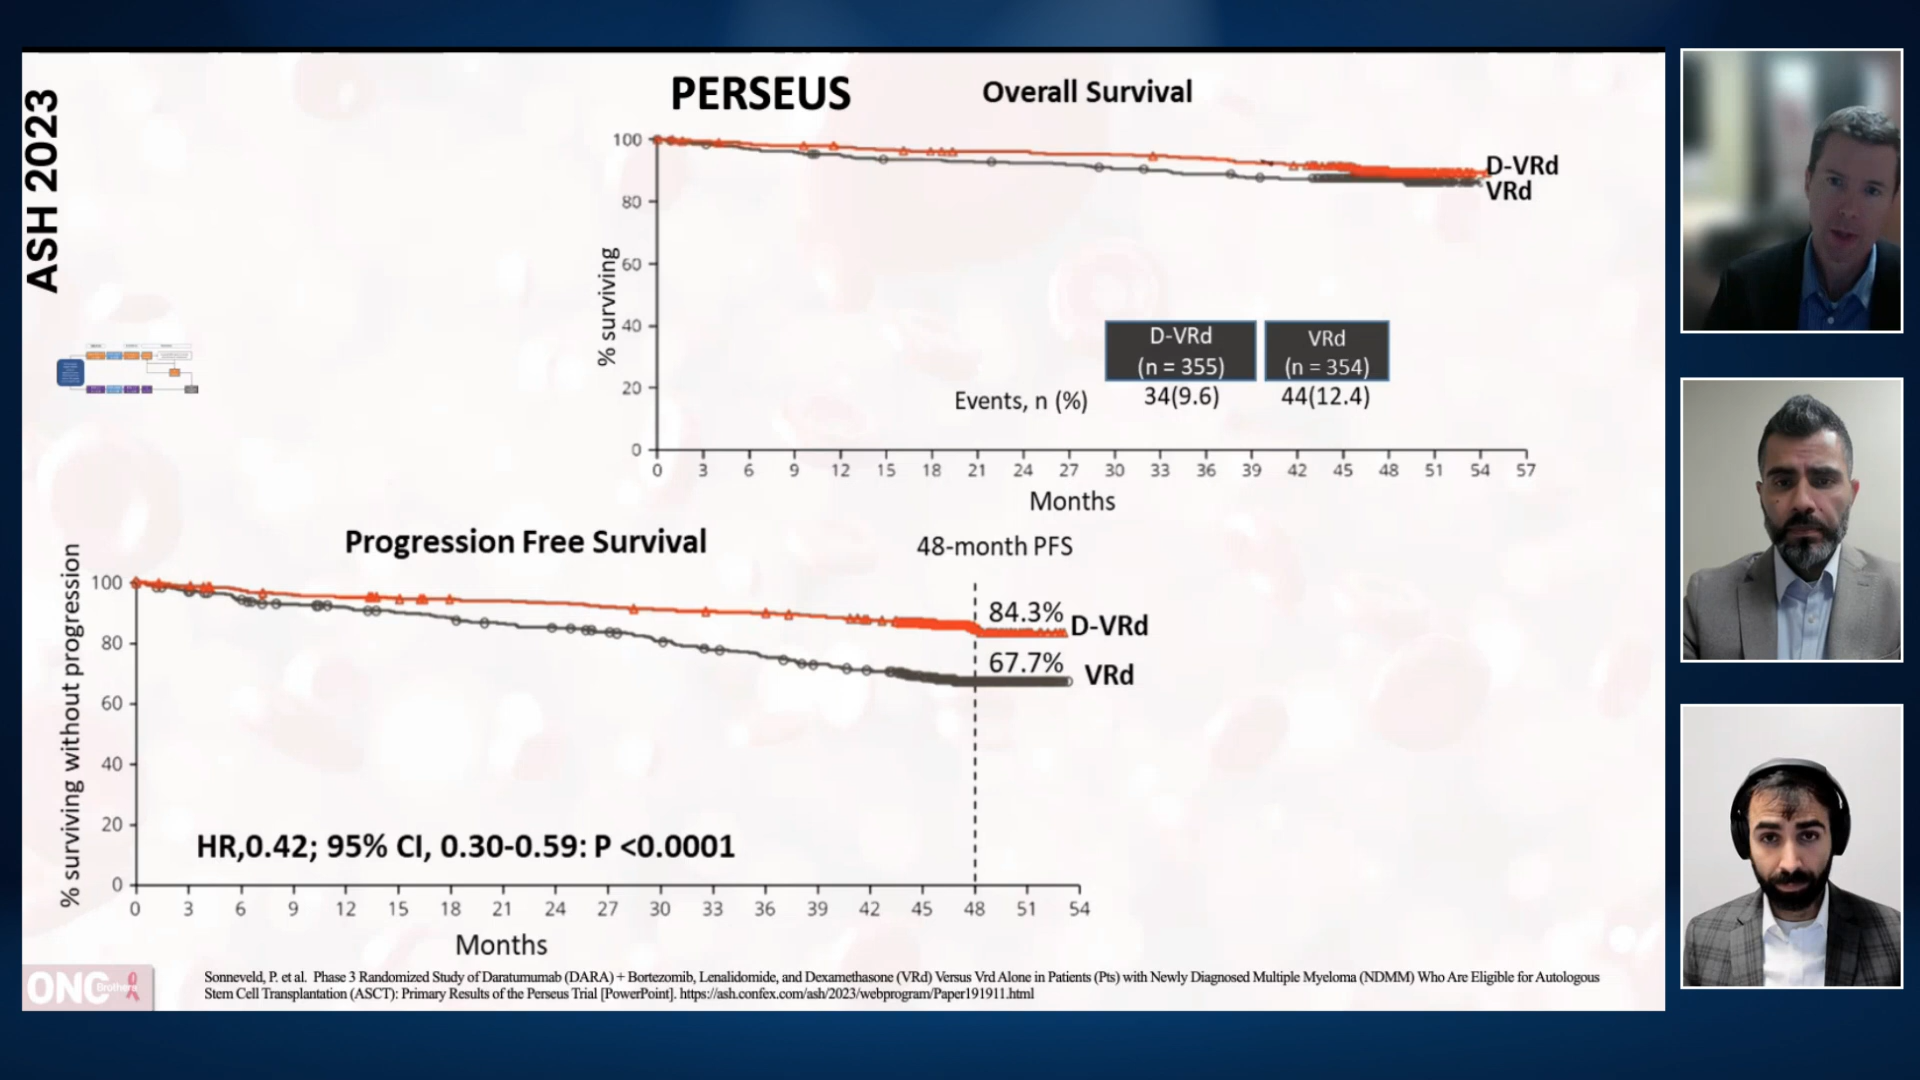 ASH 2023
PERSEUS
Overall Survival
% surviving
100
80
60
40
20
0
D-VRd
VRd
D-VRd
(n = 355)
VRd
(n = 354)
Events, n (%)
34(9.6)
44(12.4)
0 3 6 9 12 15 18 21 24 27 30 33 36 39 42 45 48 51 54 57
Months
Progression Free Survival
48-month PFS
% surviving without progression
100
80
60
40
20
0
84.3%
D-VRd
67.7%
VRd
HR,0.42; 95% CI, 0.30-0.59: P <0.0001
0 3 6 9 12 15 18 21 24 27 30 33 36 39 42 45 48 51 54
Months
ONC Brothers
Sonneveld, P. et al. Phase 3 Randomized Study of Daratumumab (DARA) + Bortezomib, Lenalidomide, and Dexamethasone (VRd) Versus Vrd Alone in Patients (Pts) with Newly Diagnosed Multiple Myeloma (NDMM) Who Are Eligible for Autologous
Stem Cell Transplantation (ASCT): Primary Results of the Perseus Trial [PowerPoint]. https://ash.confex.com/ash/2023/webprogram/Paper191911.html